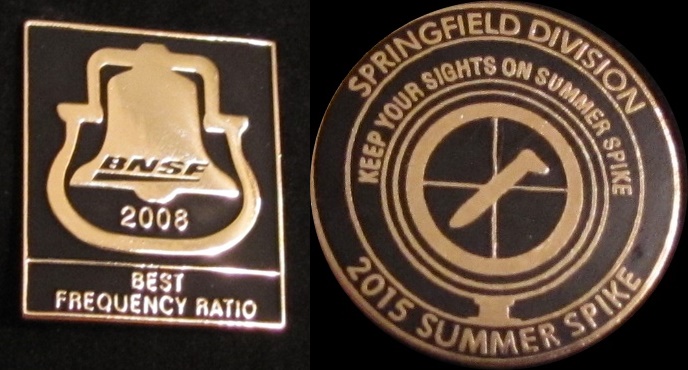 BNSF
2008
BEST
FREQUENCY RATIO
SPRINGFIELD DIVISION
KEEP YOUR SIGHTS ON SUMMER SPIKE
2015 SUMMER SPIKE